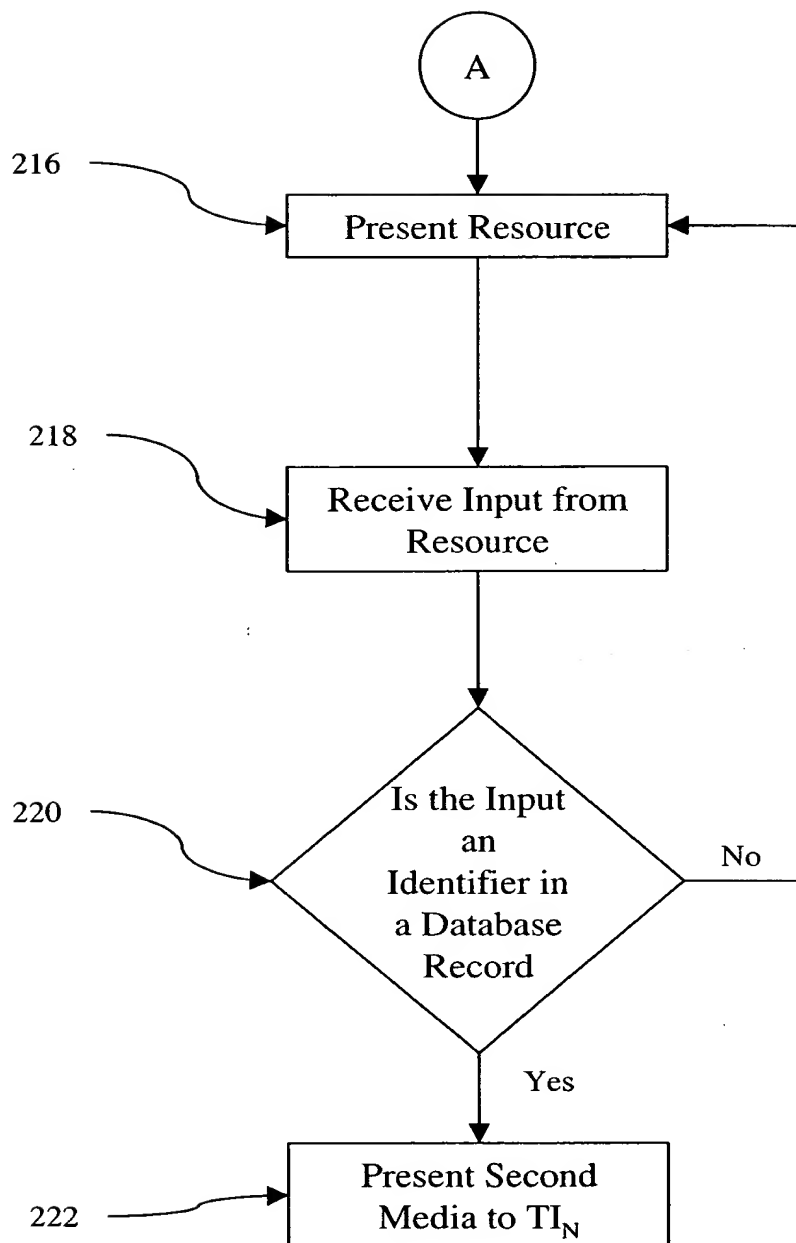 A
216
Present Resource
218
Receive Input from
Resource
220
Is the Input
an
Identifier in
a Database
Record
No
Yes
222
Present Second
Media to TI_N